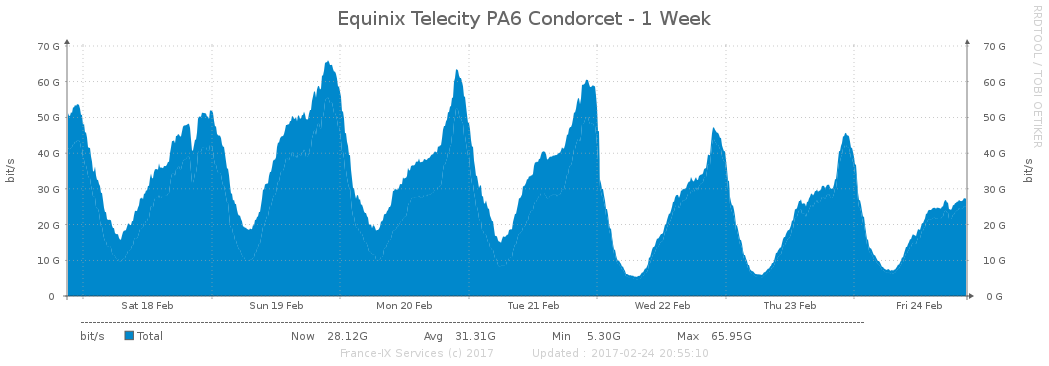 Equinix Telecity PA6 Condorcet - 1 Week
RRDTOOL / TOBI OETIKER
70 G 70 G
60 G 60 G
50 G 50 G
40 G 40 G
30 G 30 G
20 G 20 G
10 G 10 G
0 0 G
bit/s
bit/s
Sat 18 Feb Sun 19 Feb Mon 20 Feb Tue 21 Feb Wed 22 Feb Thu 23 Feb Fri 24 Feb
bit/s Total Now 28.12G Avg 31.31G Min 5.30G Max 65.95G
France-IX Services (c) 2017 Updated : 2017-02-24 20:55:10